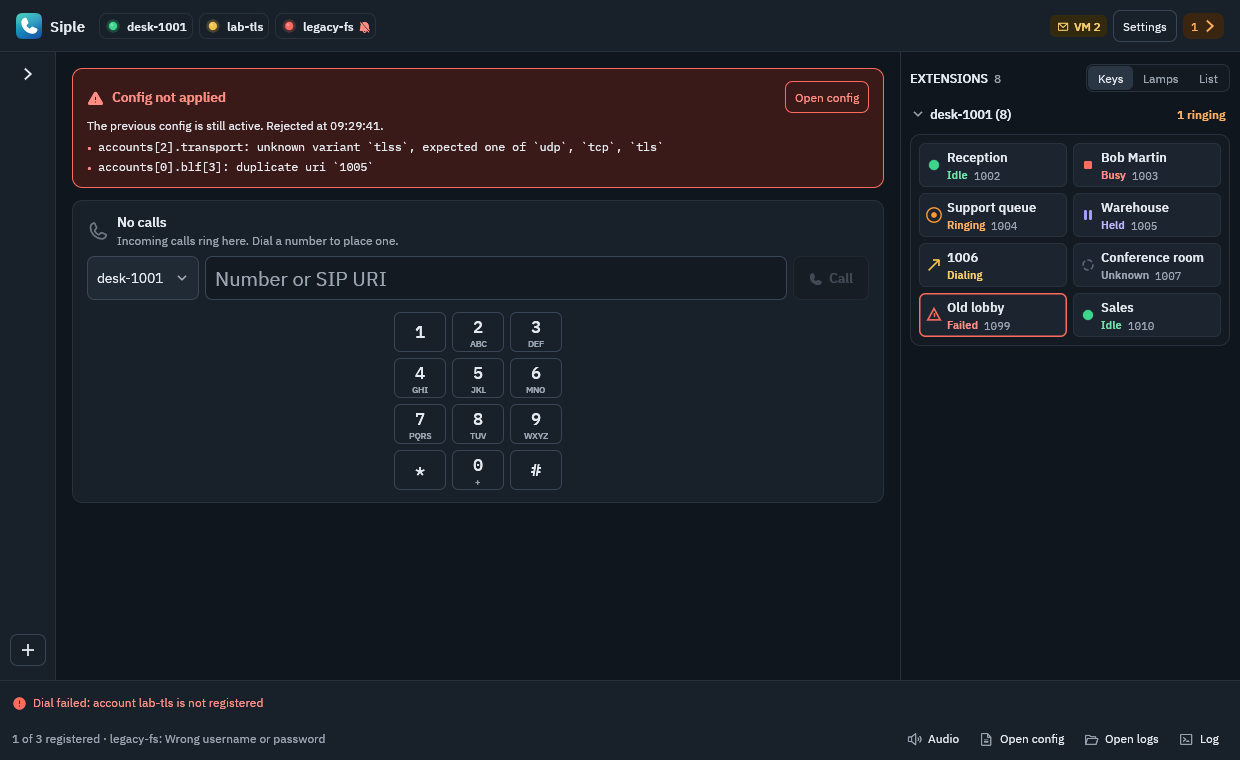 Siple
desk-1001
lab-tls
legacy-fs
VM 2
Settings
1
Config not applied
Open config
The previous config is still active. Rejected at 09:29:41.
• accounts[2].transport: unknown variant `tlss`, expected one of `udp`, `tcp`, `tls`
• accounts[0].blf[3]: duplicate uri `1005`
No calls
Incoming calls ring here. Dial a number to place one.
desk-1001
Number or SIP URI
Call
1
2
ABC
3
DEF
4
GHI
5
JKL
6
MNO
7
PQRS
8
TUV
9
WXYZ
*
0
+
#
EXTENSIONS 8
Keys
Lamps
List
desk-1001 (8)
1 ringing
Reception
Idle 1002
Bob Martin
Busy 1003
Support queue
Ringing 1004
Warehouse
Held 1005
1006
Dialing
Conference room
Unknown 1007
Old lobby
Failed 1099
Sales
Idle 1010
+
Dial failed: account lab-tls is not registered
1 of 3 registered · legacy-fs: Wrong username or password
Audio
Open config
Open logs
Log